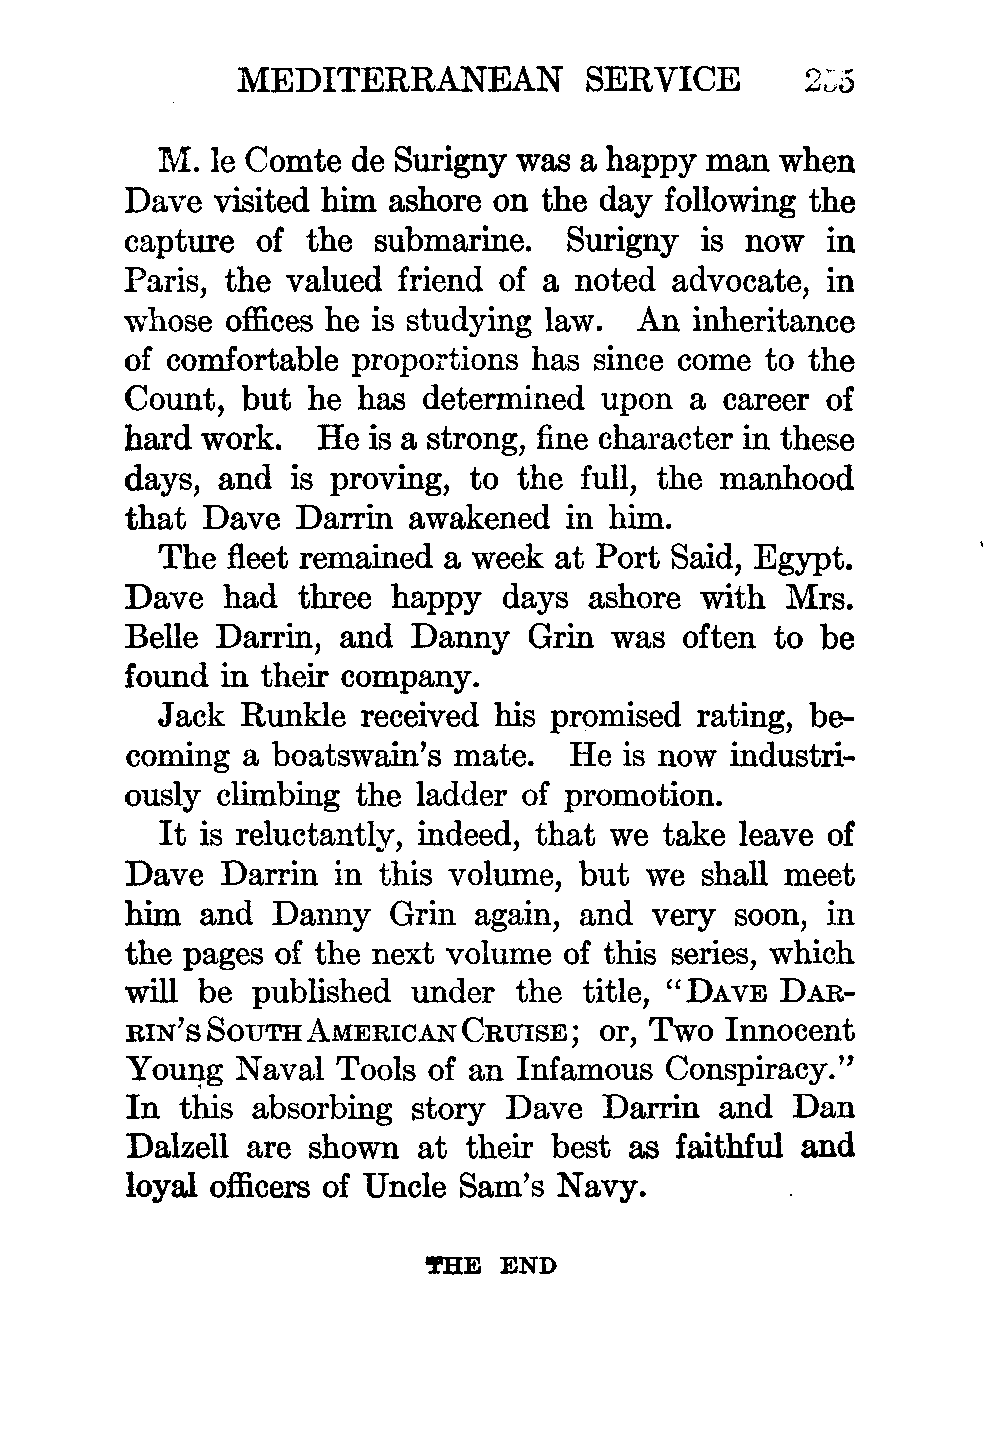 MEDITERRANEAN SERVICE 255
M. le Comte de Surigny was a happy man when
Dave visited him ashore on the day following the
capture of the submarine. Surigny is now in
Paris, the valued friend of a noted advocate, in
whose offices he is studying law. An inheritance
of comfortable proportions has since come to the
Count, but he has determined upon a career of
hard work. He is a strong, fine character in these
days, and is proving, to the full, the manhood
that Dave Darrin awakened in him.
The fleet remained a week at Port Said, Egypt.
Dave had three happy days ashore with Mrs.
Belle Darrin, and Danny Grin was often to be
found in their company.
Jack Runkle received his promised rating, be-
coming a boatswain's mate. He is now industri-
ously climbing the ladder of promotion.
It is reluctantly, indeed, that we take leave of
Dave Darrin in this volume, but we shall meet
him and Danny Grin again, and very soon, in
the pages of the next volume of this series, which
will be published under the title, "DAVE DAR-
RIN'S SOUTH AMERICAN CRUISE; or, Two Innocent
Young Naval Tools of an Infamous Conspiracy."
In this absorbing story Dave Darrin and Dan
Dalzell are shown at their best as faithful and
loyal officers of Uncle Sam's Navy.
THE END